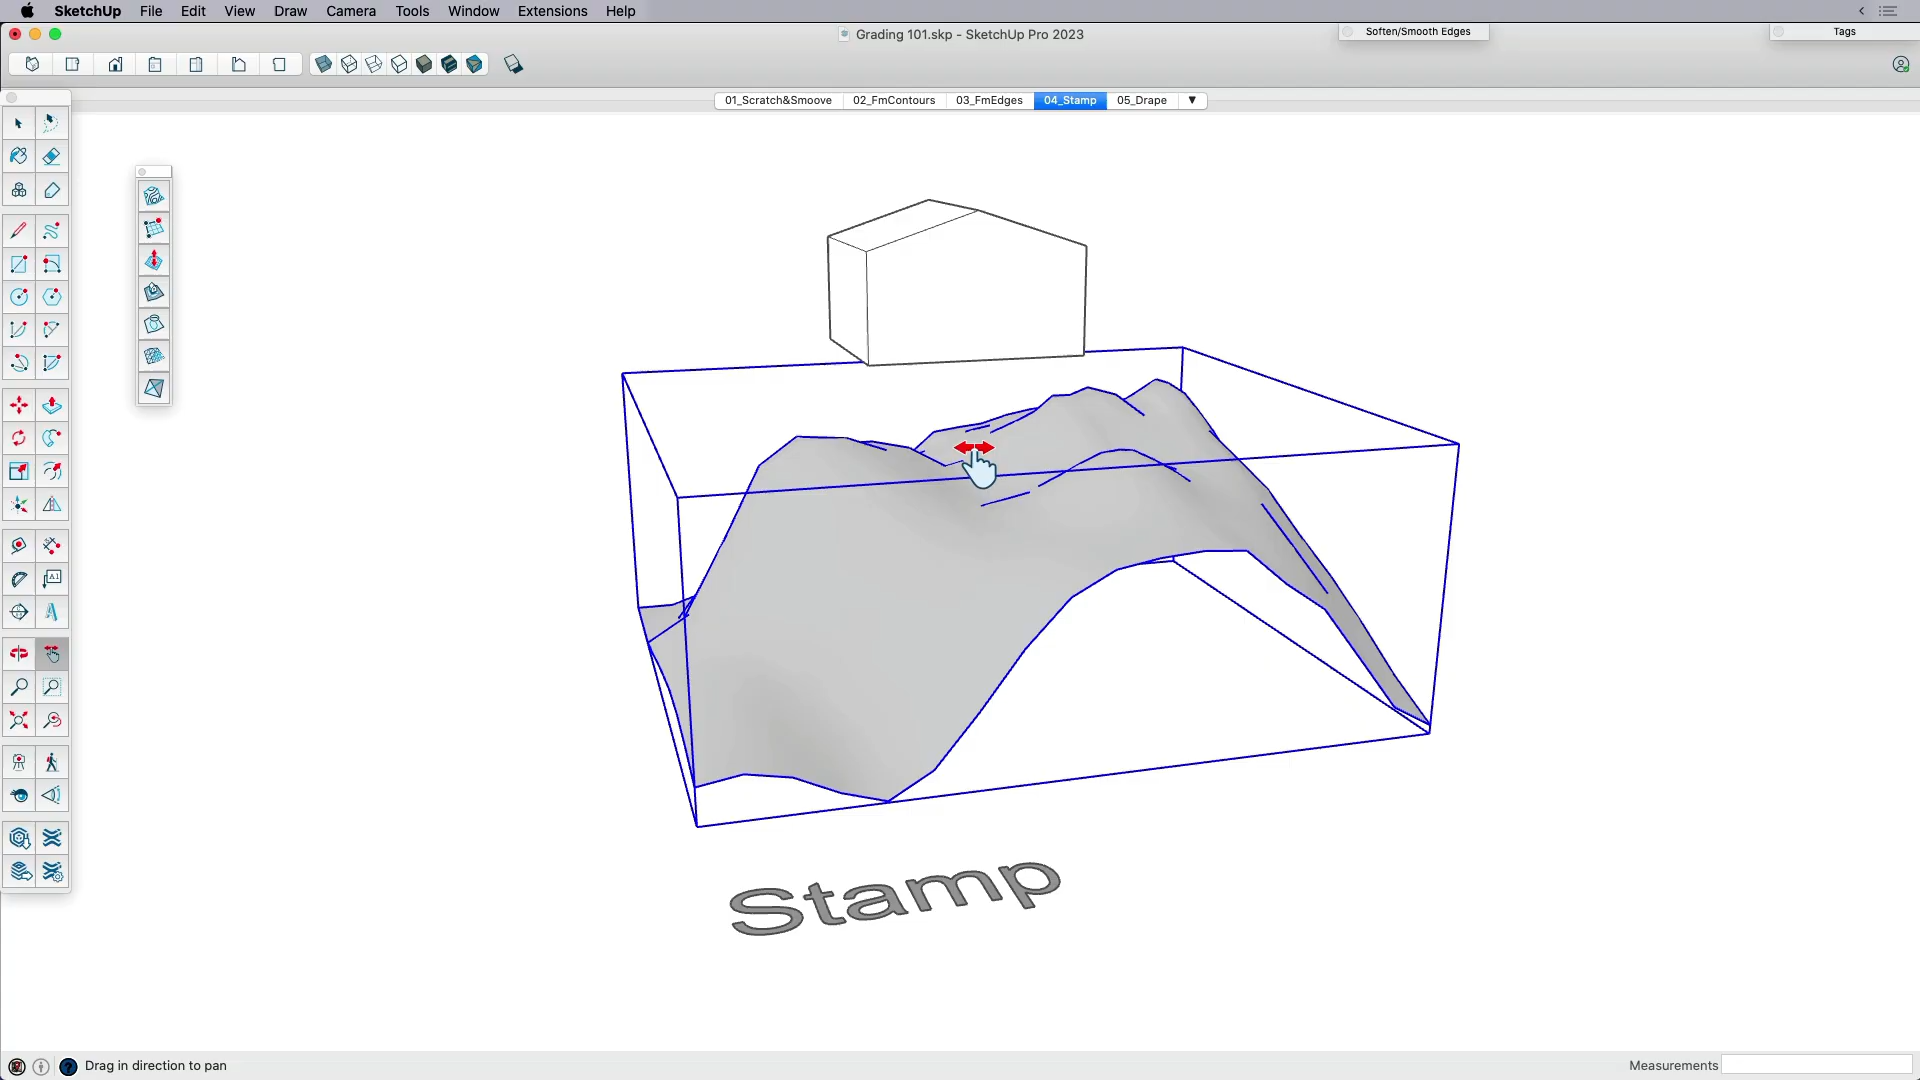 SketchUp File Edit View Draw Camera Tools Window Extensions Help
Grading 101.skp - SketchUp Pro 2023
Soften/Smooth Edges
Tags
01_Scratch&Smoove 02_FmContours 03_FmEdges 04_Stamp 05_Drape
A1
Stamp
Drag in direction to pan
Measurements